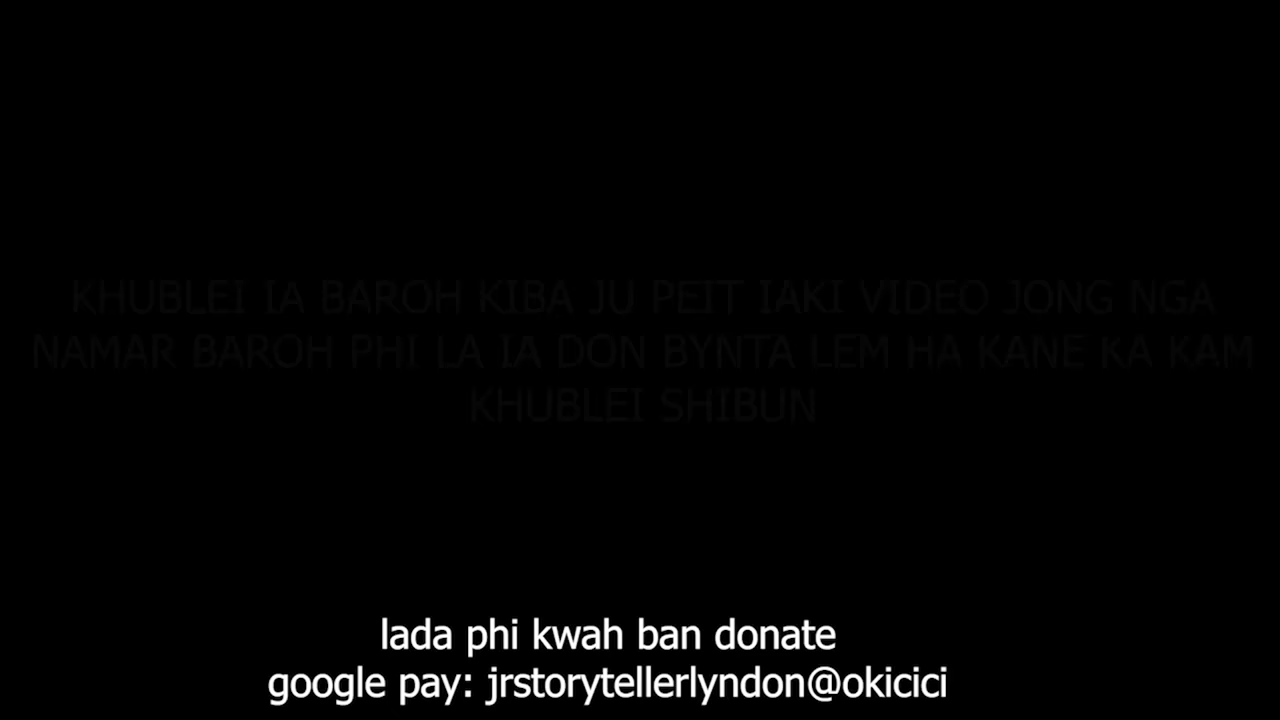 KHUBLEI IA BAROH KIBA JU PEIT IAKI VIDEO JONG NGA
NAMAR BAROH PHI LA IA DON BYNTA LEM HA KANE KA KAM
KHUBLEI SHIBUN
lada phi kwah ban donate
google pay: jrstorytellerlyndon@okicici